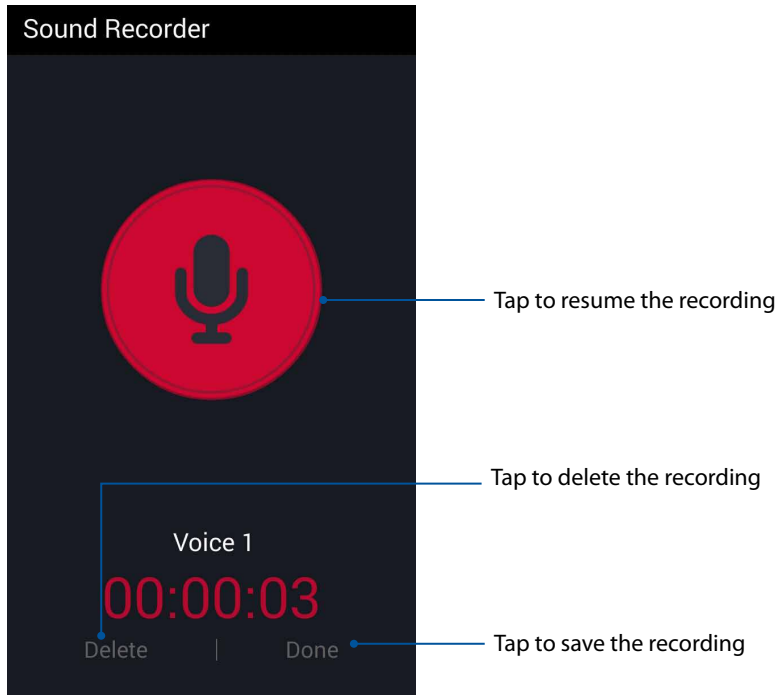 Sound Recorder
Tap to resume the recording
Tap to delete the recording
Voice 1
00:00:03
Delete | Done
Tap to save the recording